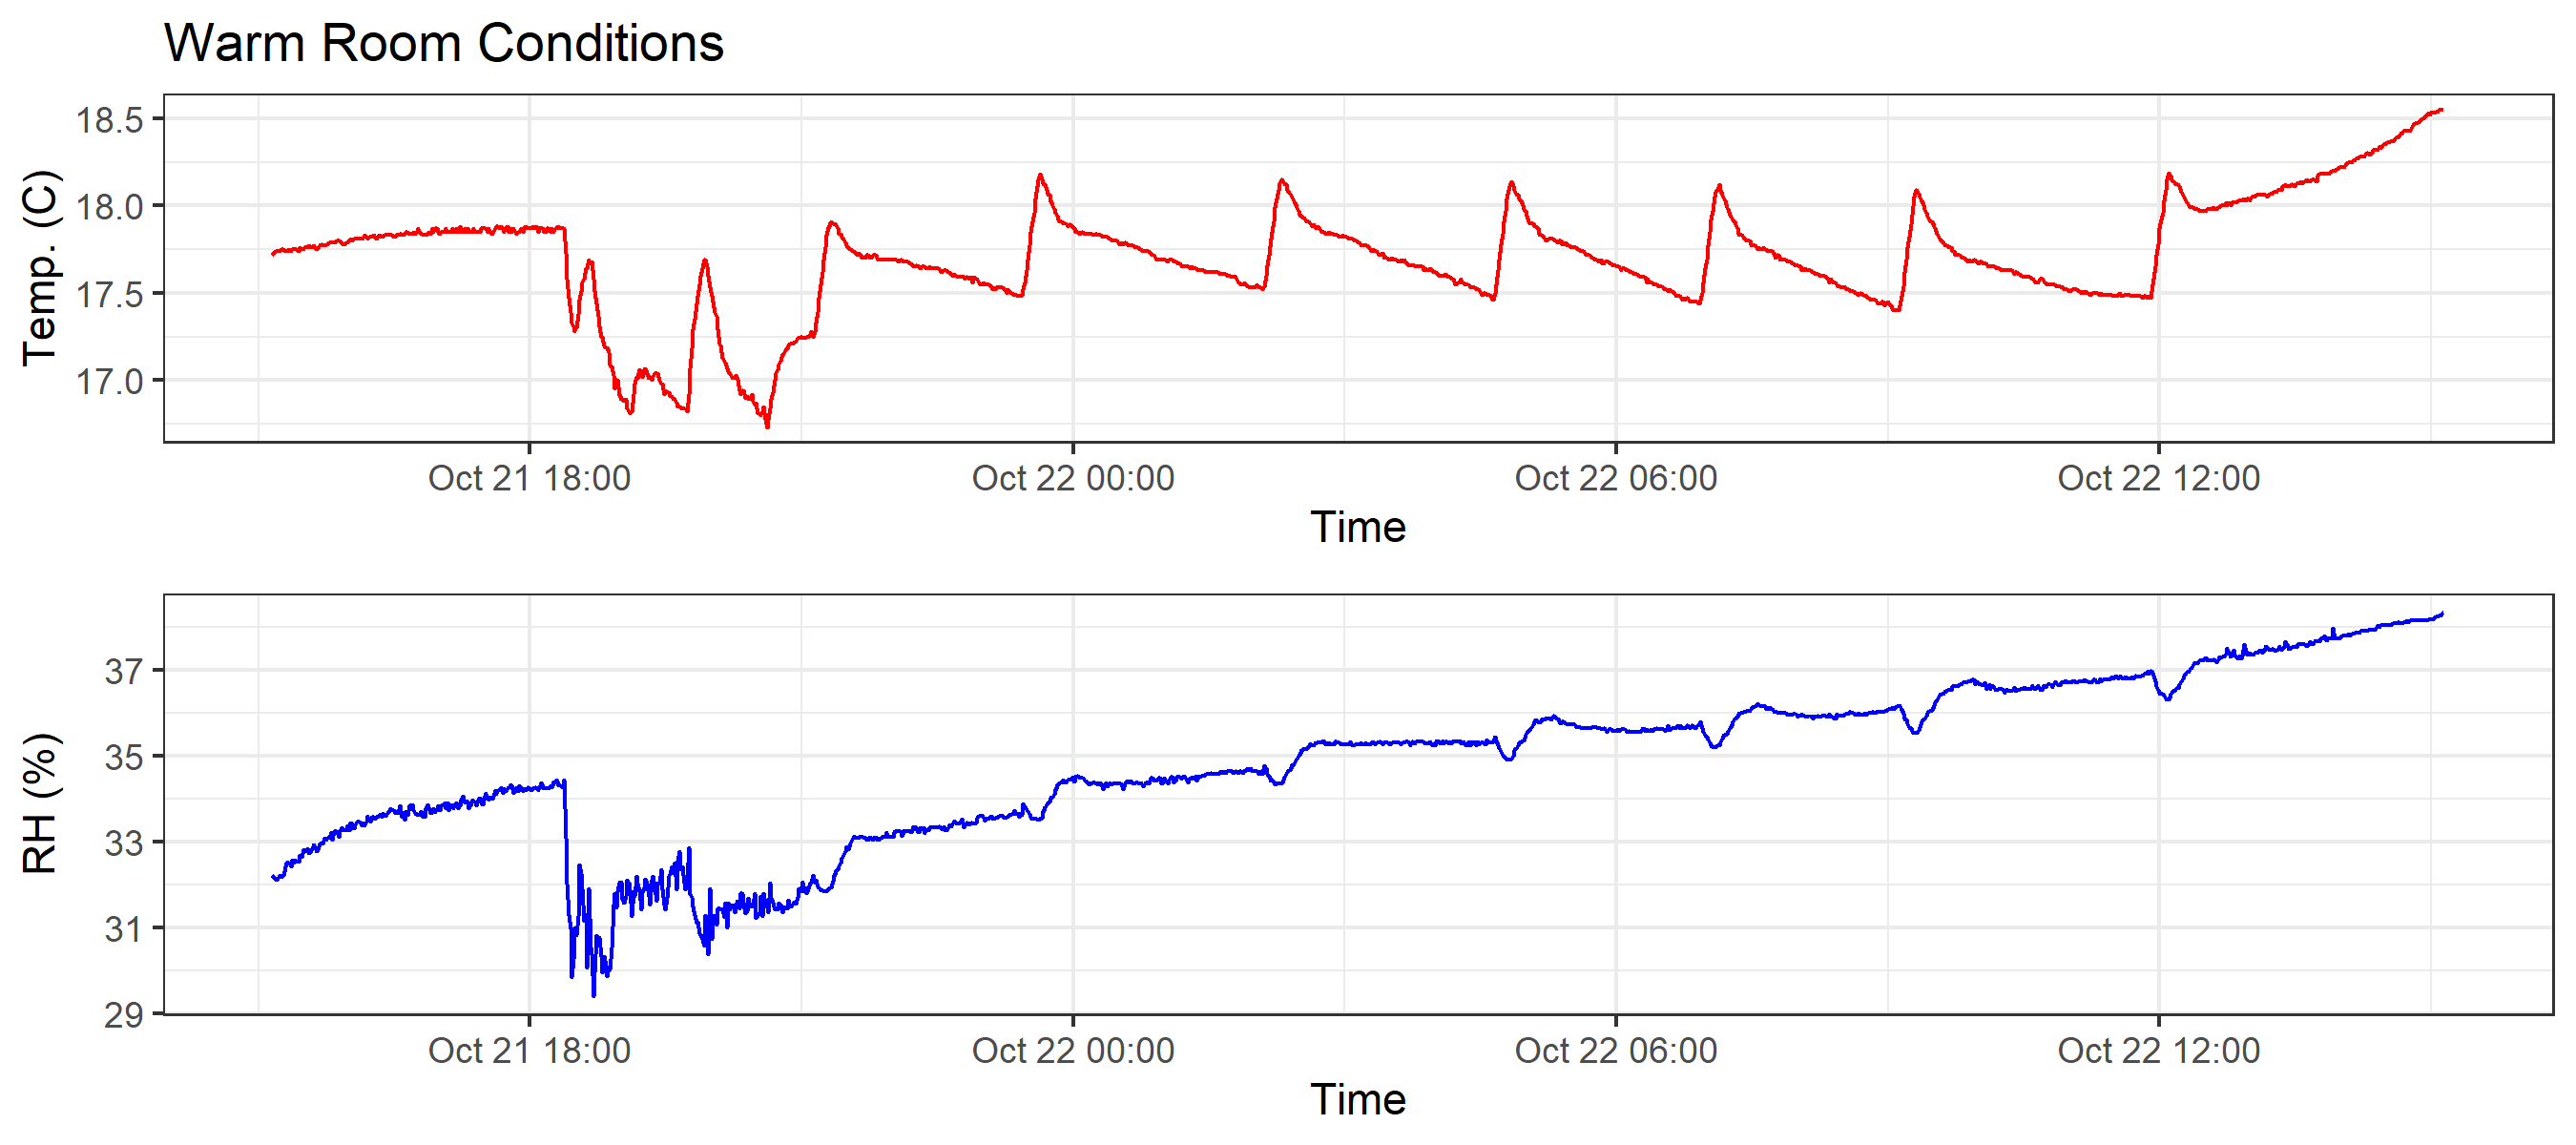 Warm Room Conditions
Temp. (C)
18.5
18.0
17.5
17.0
Oct 21 18:00 Oct 22 00:00 Oct 22 06:00 Oct 22 12:00
Time
RH (%)
37
35
33
31
29
Oct 21 18:00 Oct 22 00:00 Oct 22 06:00 Oct 22 12:00
Time